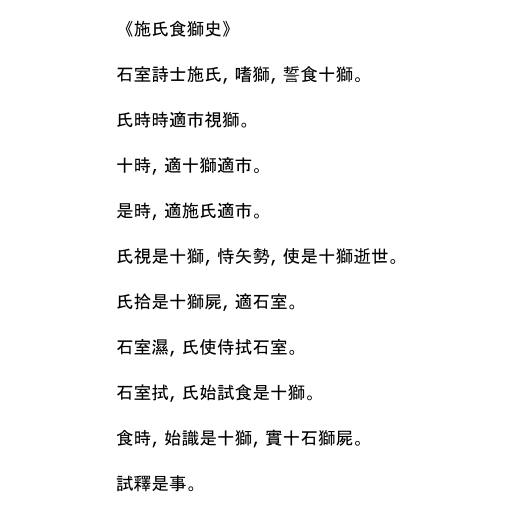 《施氏食獅史》
石室詩士施氏, 嗜獅, 誓食十獅。
氏時時適市視獅。
十時, 適十獅適市。
是時, 適施氏適市。
氏視是十獅, 恃矢勢, 使是十獅逝世。
氏拾是十獅屍, 適石室。
石室濕, 氏使侍拭石室。
石室拭, 氏始試食是十獅。
食時, 始識是十獅, 實十石獅屍。
試釋是事。